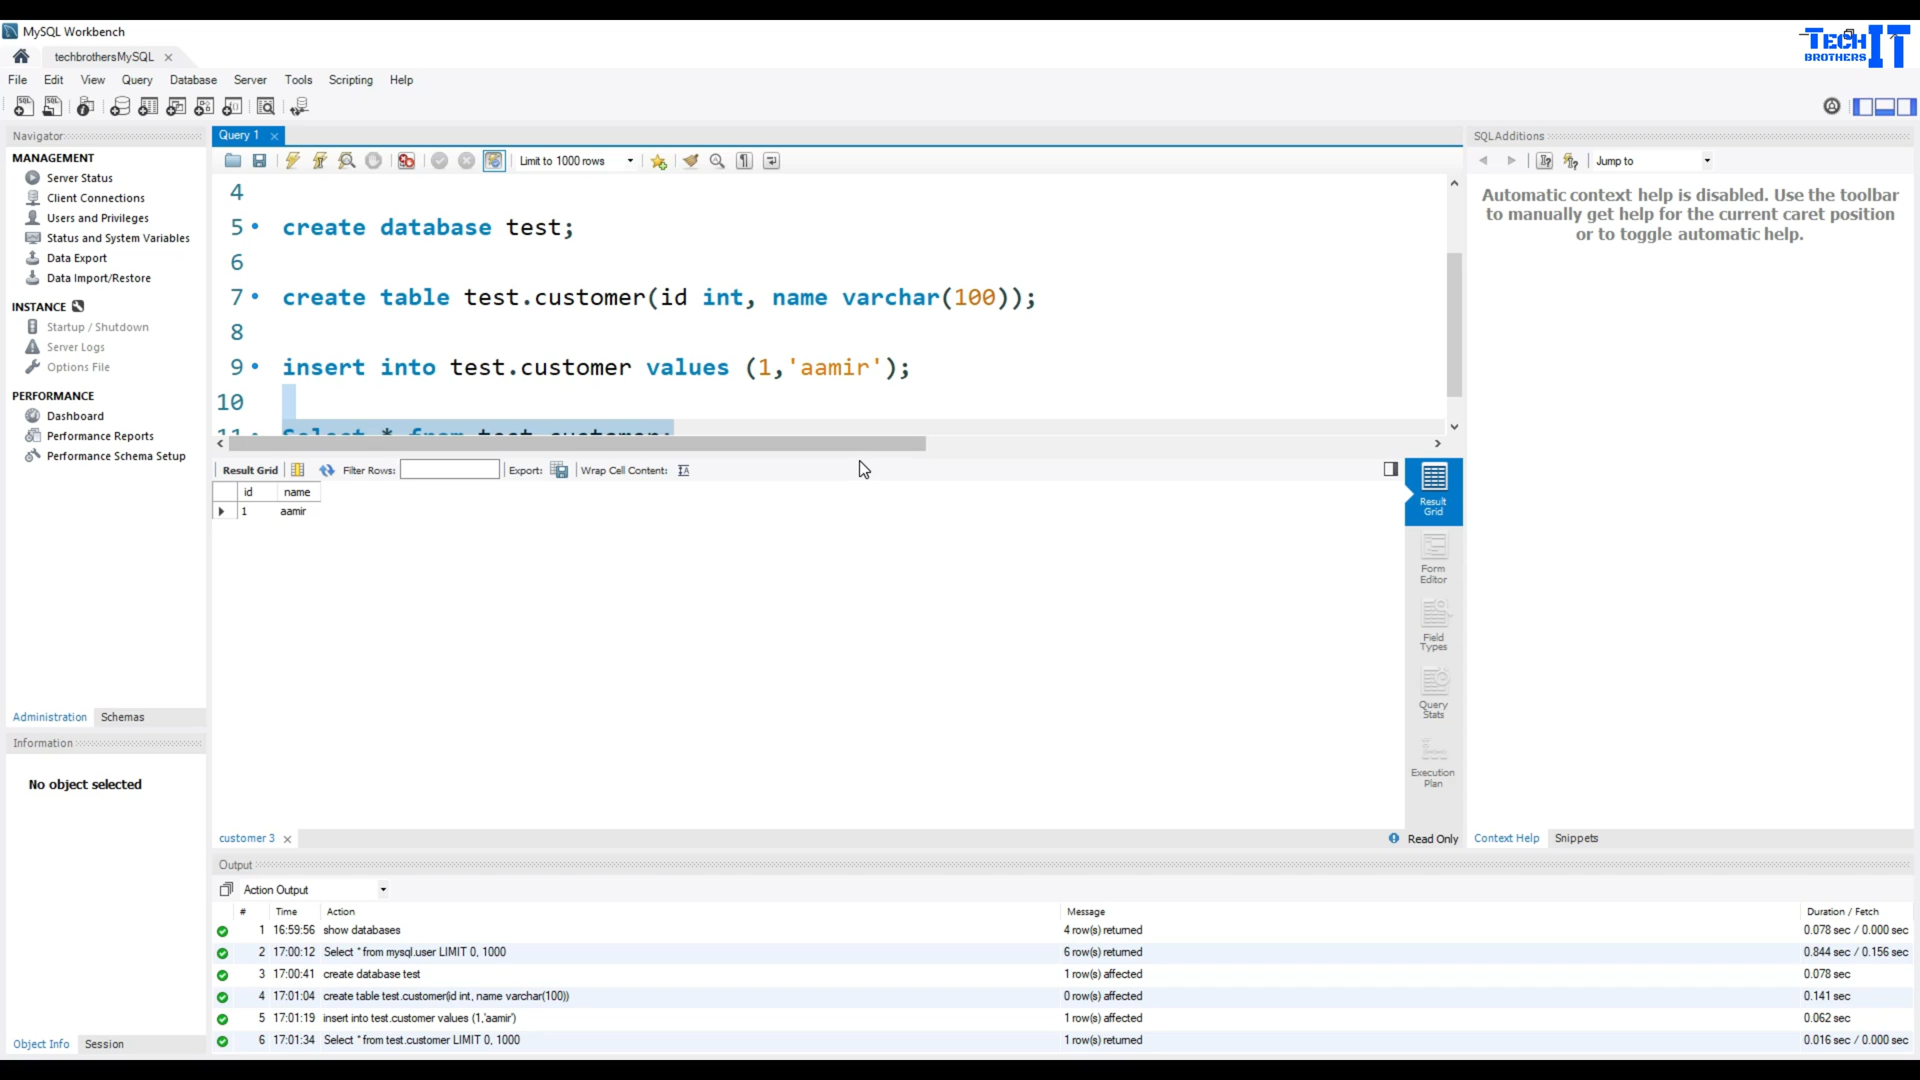 MySQL Workbench
TECH BROTHERS IT
techbrothersMySQL
File Edit View Query Database Server Tools Scripting Help
Navigator
MANAGEMENT
Server Status
Client Connections
Users and Privileges
Status and System Variables
Data Export
Data Import/Restore
INSTANCE
Startup / Shutdown
Server Logs
Options File
PERFORMANCE
Dashboard
Performance Reports
Performance Schema Setup
Administration Schemas
Information
No object selected
Object Info Session
Query 1
Limit to 1000 rows
4
5 create database test;
6
7 create table test.customer(id int, name varchar(100));
8
9 insert into test.customer values (1,'aamir');
10
11 Select * from test.customer;
Result Grid Filter Rows: Export: Wrap Cell Content:
id name
1 aamir
Result Grid
Form Editor
Field Types
Query Stats
Execution Plan
customer 3 Read Only
SQLAdditions
Jump to
Automatic context help is disabled. Use the toolbar
to manually get help for the current caret position
or to toggle automatic help.
Context Help Snippets
Output
Action Output
# Time Action Message Duration / Fetch
1 16:59:56 show databases 4 row(s) returned 0.078 sec / 0.000 sec
2 17:00:12 Select * from mysql.user LIMIT 0, 1000 6 row(s) returned 0.844 sec / 0.156 sec
3 17:00:41 create database test 1 row(s) affected 0.078 sec
4 17:01:04 create table test.customer(id int, name varchar(100)) 0 row(s) affected 0.141 sec
5 17:01:19 insert into test.customer values (1,'aamir') 1 row(s) affected 0.062 sec
6 17:01:34 Select * from test.customer LIMIT 0, 1000 1 row(s) returned 0.016 sec / 0.000 sec